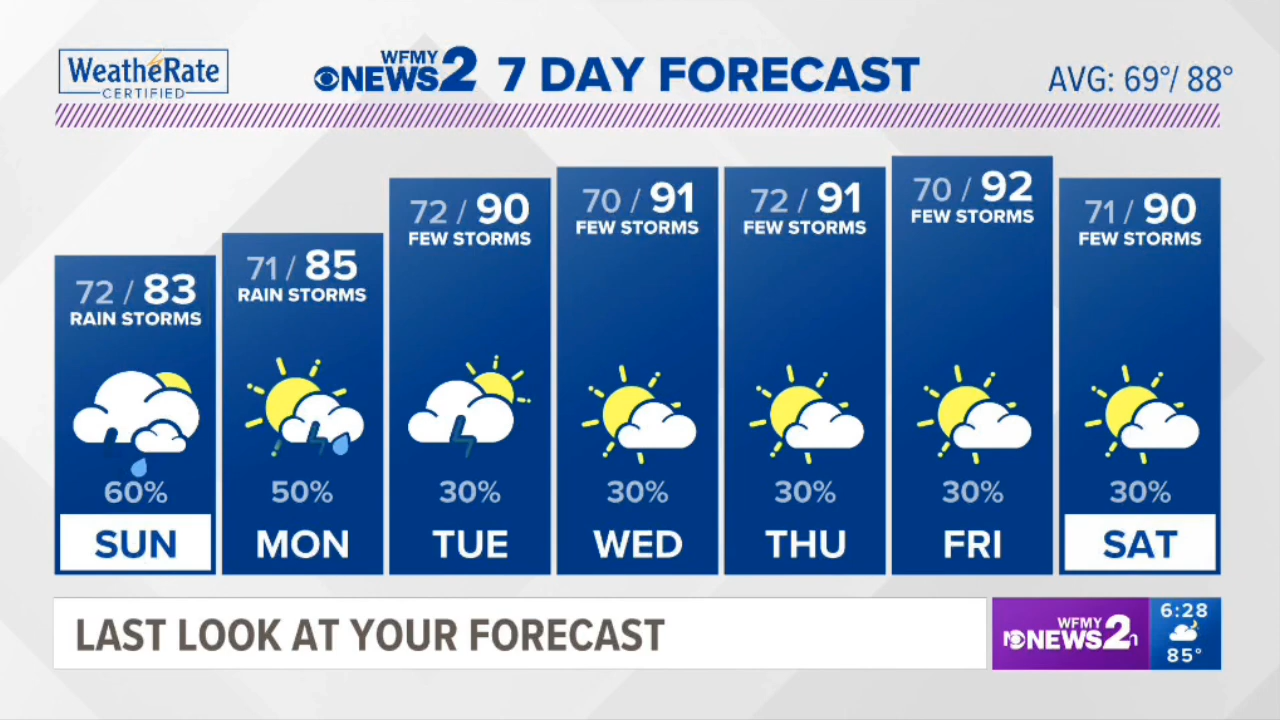 WeatheRate
CERTIFIED
WFMY
NEWS 2 7 DAY FORECAST
AVG: 69°/ 88°
72 / 83
RAIN STORMS
60%
SUN
71 / 85
RAIN STORMS
50%
MON
72 / 90
FEW STORMS
30%
TUE
70 / 91
FEW STORMS
30%
WED
72 / 91
FEW STORMS
30%
THU
70 / 92
FEW STORMS
30%
FRI
71 / 90
FEW STORMS
30%
SAT
LAST LOOK AT YOUR FORECAST
WFMY
NEWS 2
6:28
85°